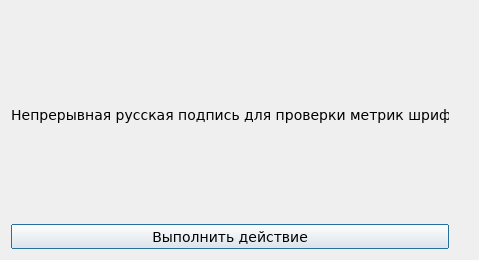 Непрерывная русская подпись для проверки метрик шриф
Выполнить действие